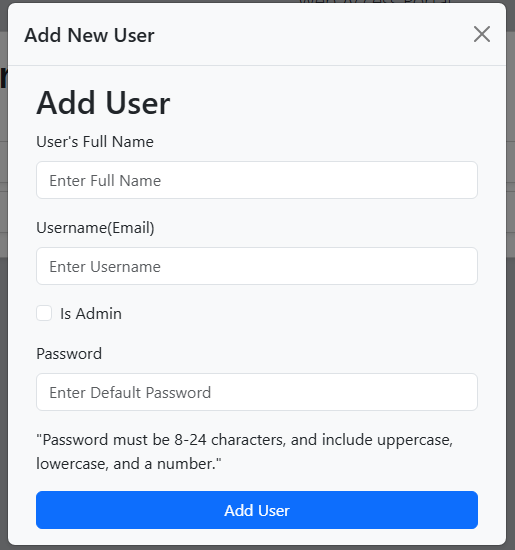 Add New User
Add User
User's Full Name
Enter Full Name
Username(Email)
Enter Username
Is Admin
Password
Enter Default Password
"Password must be 8-24 characters, and include uppercase,
lowercase, and a number."
Add User